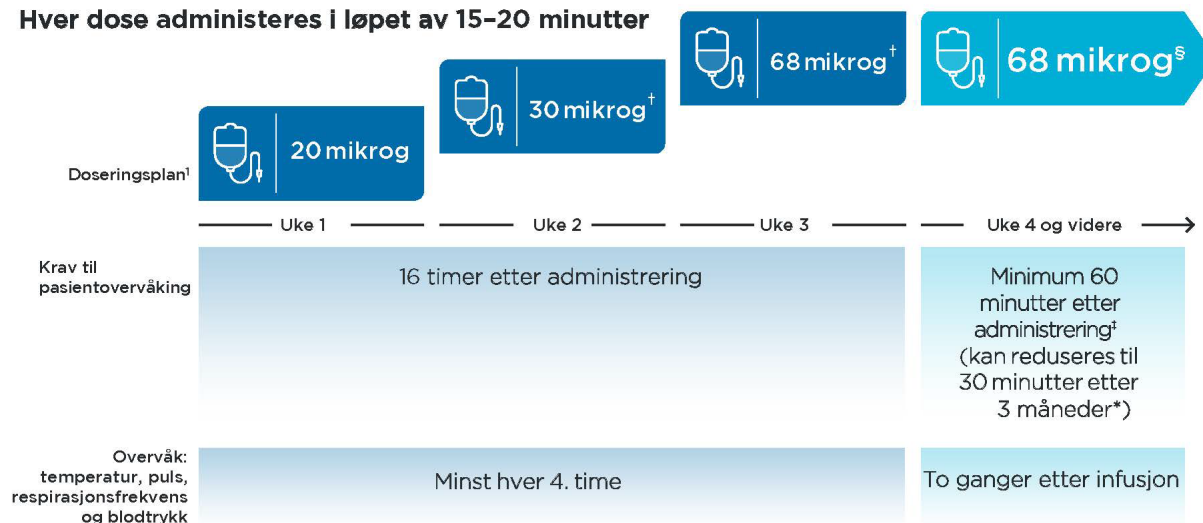 Hver dose administeres i løpet av 15–20 minutter
68 mikrog†
68 mikrog§
30 mikrog†
20 mikrog
Doseringsplan¹
Uke 1
Uke 2
Uke 3
Uke 4 og videre
Krav til
pasientovervåking
16 timer etter administrering
Minimum 60
minutter etter
administrering‡
(kan reduseres til
30 minutter etter
3 måneder*)
Overvåk:
temperatur, puls,
respirasjonsfrekvens
og blodtrykk
Minst hver 4. time
To ganger etter infusjon